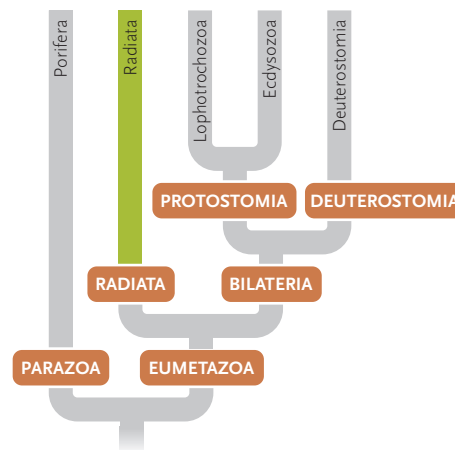 Porifera
Radiata
Lophotrochozoa
Ecdysozoa
Deuterostomia
PROTOSTOMIA
DEUTEROSTOMIA
RADIATA
BILATERIA
PARAZOA
EUMETAZOA